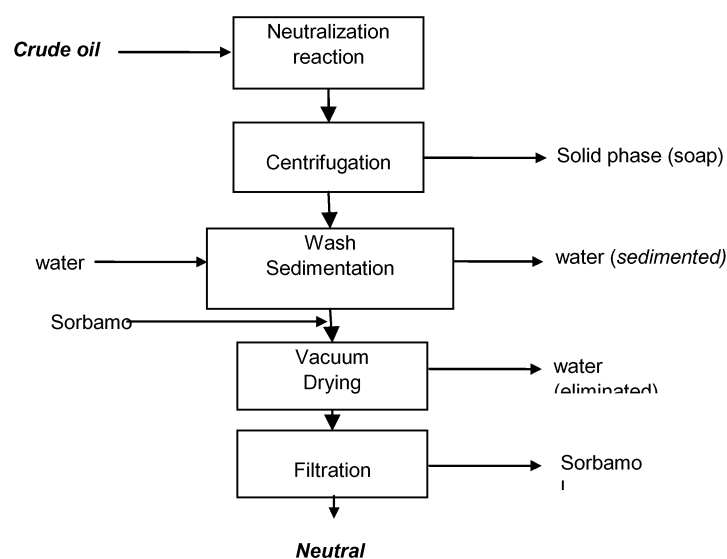 Neutralization
reaction
Crude oil
Centrifugation
Solid phase (soap)
Wash
Sedimentation
water
water (sedimented)
Sorbamo
Vacuum
Drying
water
(eliminated)
Filtration
Sorbamo
Neutral